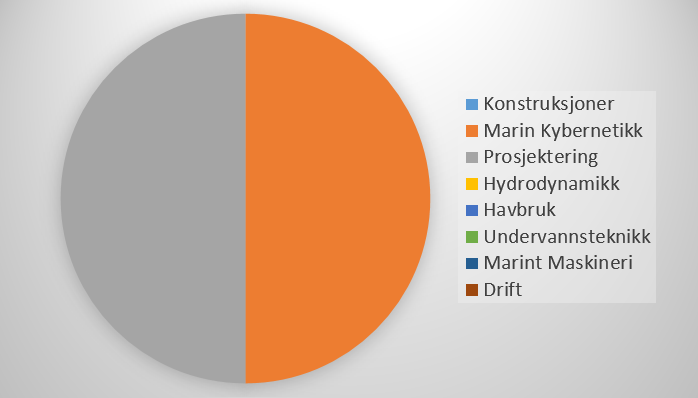 Konstruksjoner
Marin Kybernetikk
Prosjektering
Hydrodynamikk
Havbruk
Undervannsteknikk
Marint Maskineri
Drift